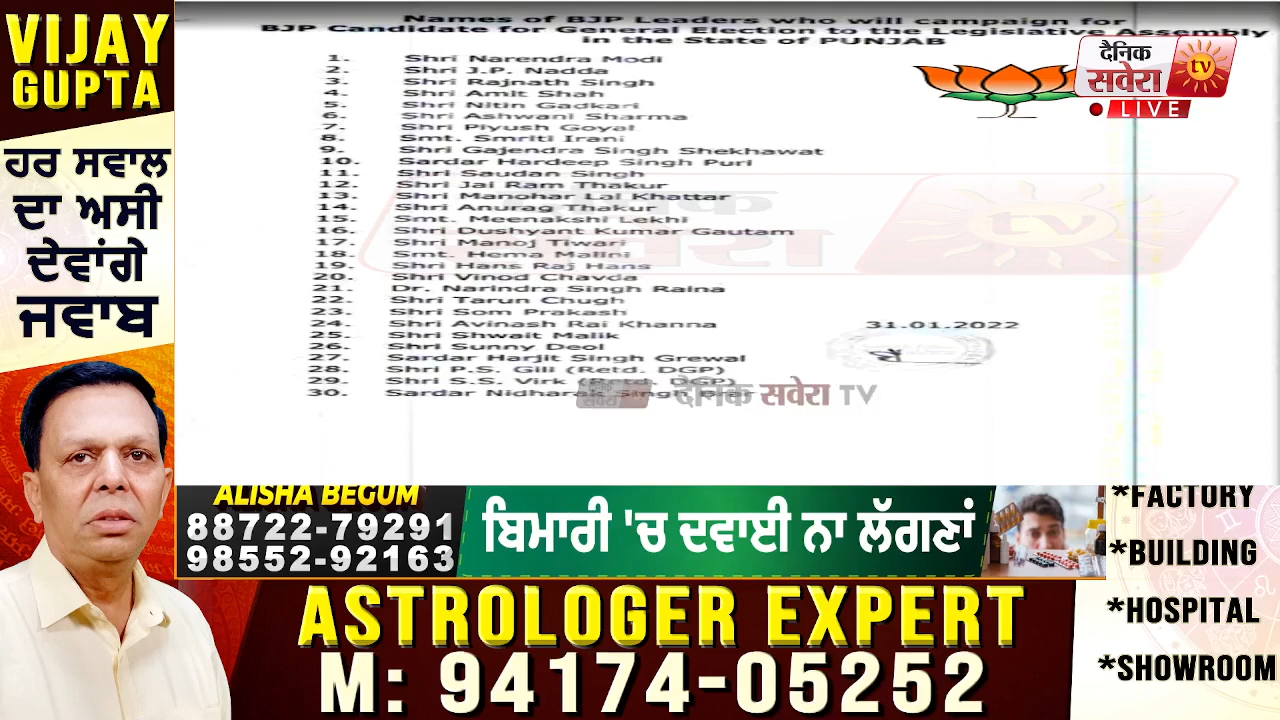 VIJAY
GUPTA
ਹਰ ਸਵਾਲ
ਦਾ ਅਸੀ
ਦੇਵਾਂਗੇ
ਜਵਾਬ
Names of BJP Leaders who will campaign for
BJP Candidate for General Election to the Legislative Assembly
in the State of PUNJAB
1. Shri Narendra Modi
2. Shri J.P. Nadda
3. Shri Rajnath Singh
4. Shri Amit Shah
5. Shri Nitin Gadkari
6. Shri Ashwani Sharma
7. Shri Piyush Goyal
8. Smt. Smriti Irani
9. Shri Gajendra Singh Shekhawat
10. Sardar Hardeep Singh Puri
11. Shri Saudan Singh
12. Shri Jai Ram Thakur
13. Shri Manohar Lal Khattar
14. Shri Anurag Thakur
15. Smt. Meenakshi Lekhi
16. Shri Dushyant Kumar Gautam
17. Shri Manoj Tiwari
18. Smt. Hema Malini
19. Shri Hans Raj Hans
20. Shri Vinod Chavda
21. Dr. Narindra Singh Raina
22. Shri Tarun Chugh
23. Shri Som Prakash
24. Shri Avinash Rai Khanna
25. Shri Shwait Malik
26. Shri Sunny Deol
27. Sardar Harjit Singh Grewal
28. Shri P.S. Gill (Retd. DGP)
29. Shri S.S. Virk (Retd. DGP)
30. Sardar Nidharak Singh Brar
31.01.2022
दैनिक
सवेरा tv
LIVE
दैनिक सवेरा TV
ALISHA BEGUM
88722-79291
98552-92163
ਬਿਮਾਰੀ 'ਚ ਦਵਾਈ ਨਾ ਲੱਗਣਾਂ
*FACTORY
*BUILDING
*HOSPITAL
*SHOWROOM
ASTROLOGER EXPERT
M: 94174-05252